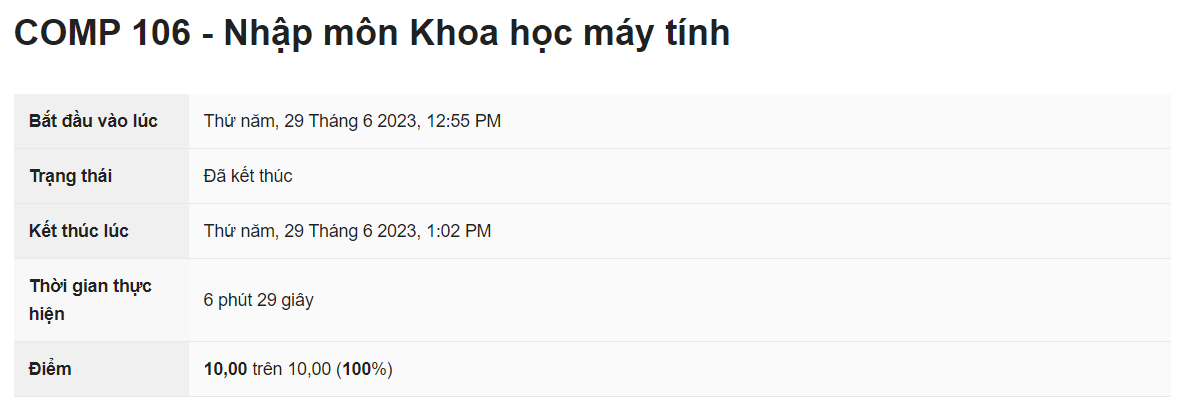 COMP 106 - Nhập môn Khoa học máy tính
Bắt đầu vào lúc
Thứ năm, 29 Tháng 6 2023, 12:55 PM
Trạng thái
Đã kết thúc
Kết thúc lúc
Thứ năm, 29 Tháng 6 2023, 1:02 PM
Thời gian thực
hiện
6 phút 29 giây
Điểm
10,00 trên 10,00 (100%)